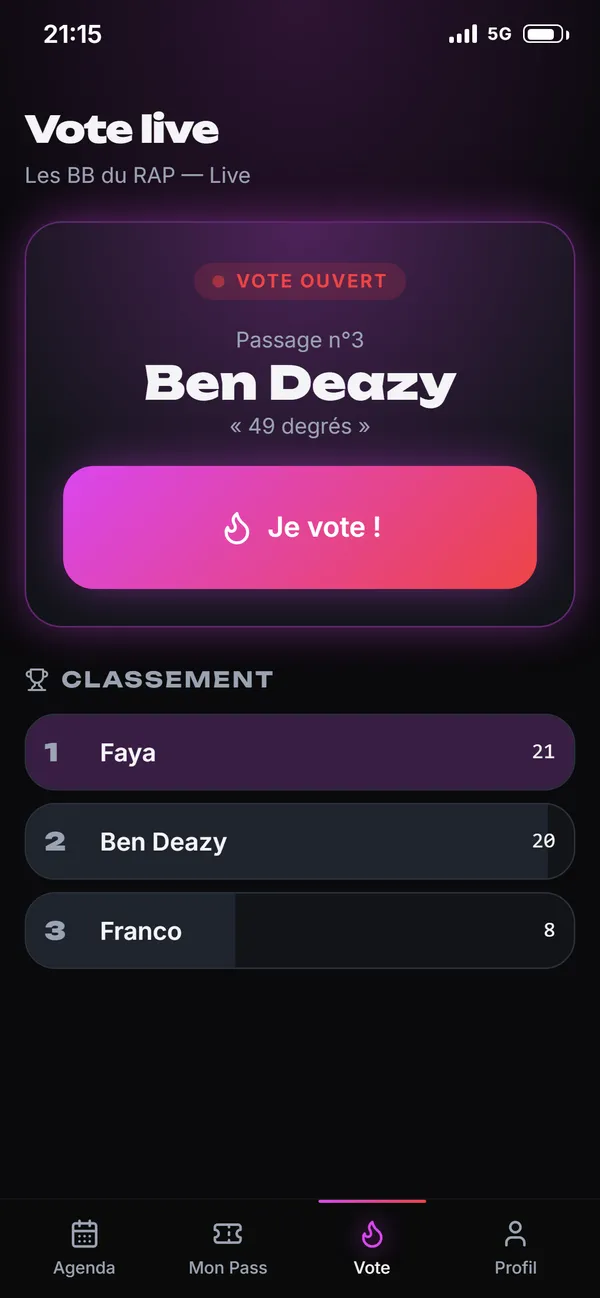 21:15
5G
Vote live
Les BB du RAP — Live
VOTE OUVERT
Passage n°3
Ben Deazy
« 49 degrés »
Je vote !
CLASSEMENT
1 Faya 21
2 Ben Deazy 20
3 Franco 8
Agenda Mon Pass Vote Profil